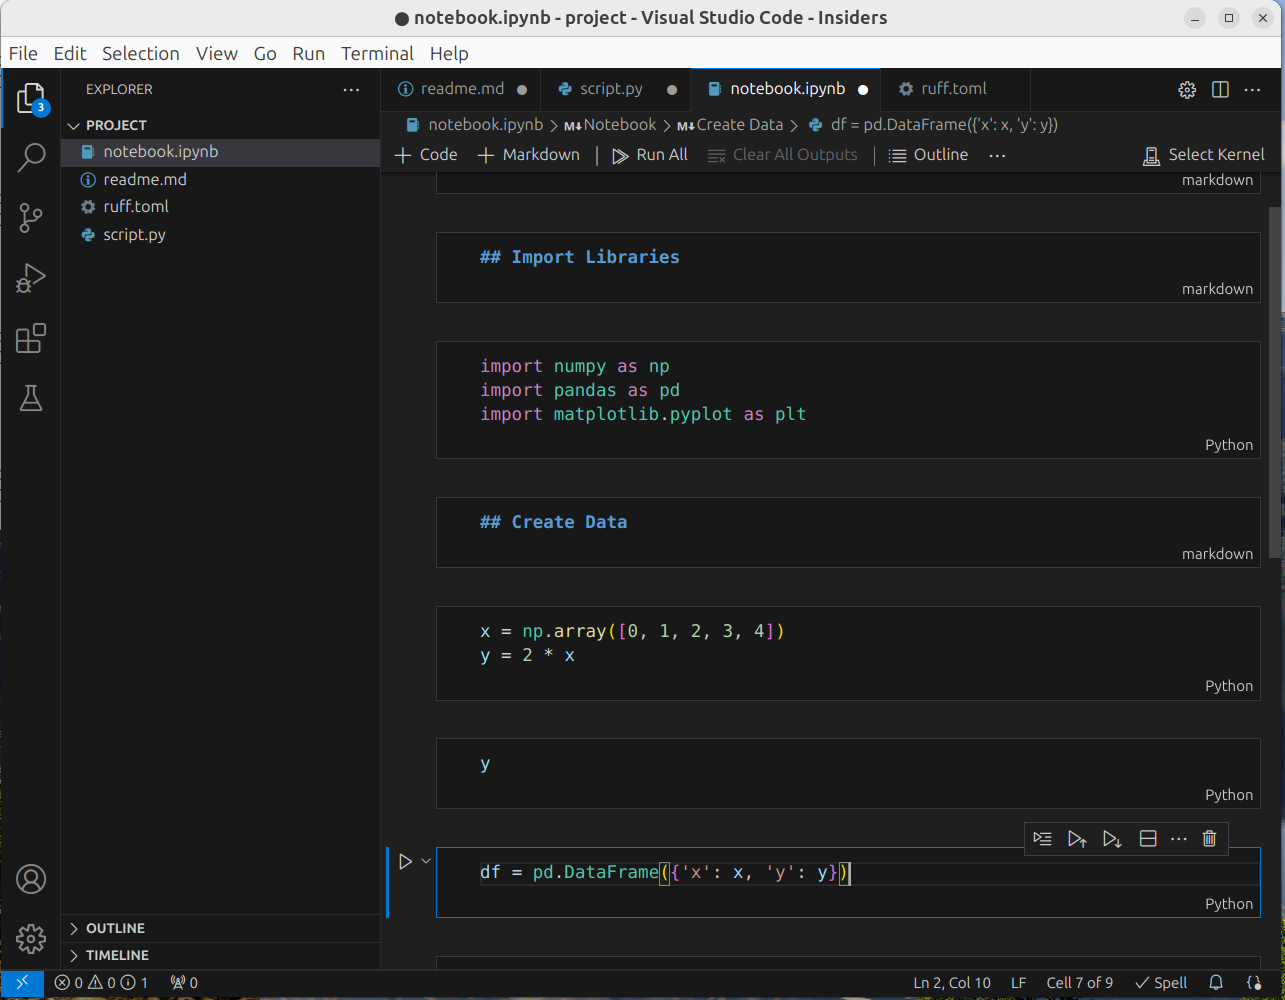 notebook.ipynb - project - Visual Studio Code - Insiders
File Edit Selection View Go Run Terminal Help
3
EXPLORER
PROJECT
notebook.ipynb
readme.md
ruff.toml
script.py
OUTLINE
TIMELINE
readme.md script.py notebook.ipynb ruff.toml
notebook.ipynb > M↓Notebook > M↓Create Data > df = pd.DataFrame({'x': x, 'y': y})
Code Markdown Run All Clear All Outputs Outline Select Kernel
markdown
## Import Libraries
markdown
import numpy as np
import pandas as pd
import matplotlib.pyplot as plt
Python
## Create Data
markdown
x = np.array([0, 1, 2, 3, 4])
y = 2 * x
Python
y
Python
df = pd.DataFrame({'x': x, 'y': y})
Python
0 0 1 0 Ln 2, Col 10 LF Cell 7 of 9 Spell